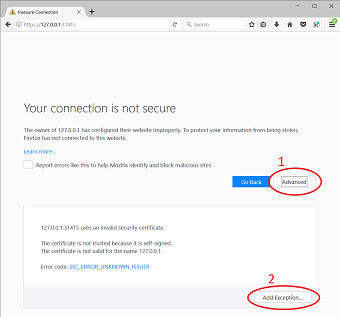 Insecure Connection
https://127.0.0.1:31415
Search
Your connection is not secure
The owner of 127.0.0.1 has configured their website improperly. To protect your information from being stolen,
Firefox has not connected to this website.
Learn more...
Report errors like this to help Mozilla identify and block malicious sites
1
Go Back
Advanced
127.0.0.1:31415 uses an invalid security certificate.
The certificate is not trusted because it is self-signed.
The certificate is not valid for the name 127.0.0.1.
Error code: SEC_ERROR_UNKNOWN_ISSUER
2
Add Exception...